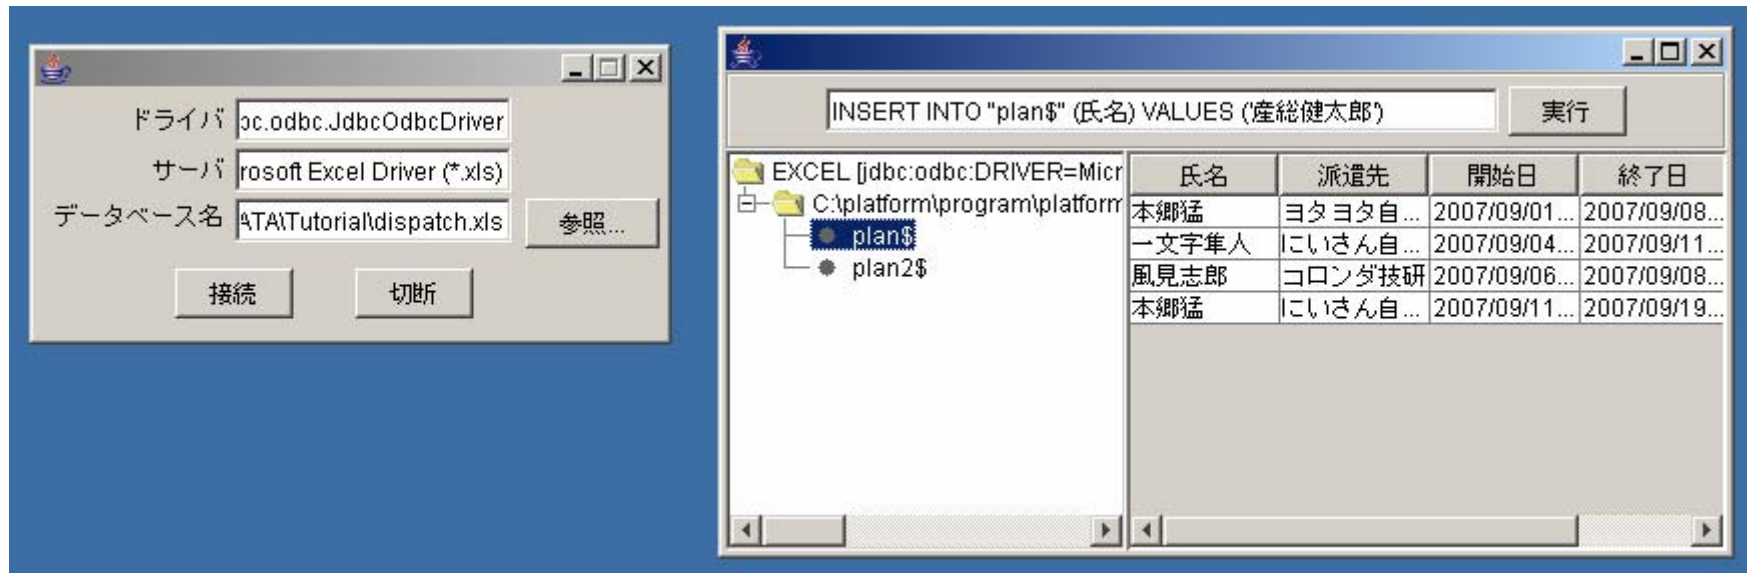 ドライバ oc.odbc.JdbcOdbcDriver
サーバ rosoft Excel Driver (*.xls)
データベース名 ATA\Tutorial\dispatch.xls 参照...
接続 切断
INSERT INTO "plan$" (氏名) VALUES ('産総健太郎') 実行
EXCEL [jdbc:odbc:DRIVER=Micr
C:\platform\program\platform
plan$
plan2$
氏名 派遣先 開始日 終了日
本郷猛 ヨタヨタ自... 2007/09/01... 2007/09/08...
一文字隼人 にいさん自... 2007/09/04... 2007/09/11...
風見志郎 コロンダ技研 2007/09/06... 2007/09/08...
本郷猛 にいさん自... 2007/09/11... 2007/09/19...